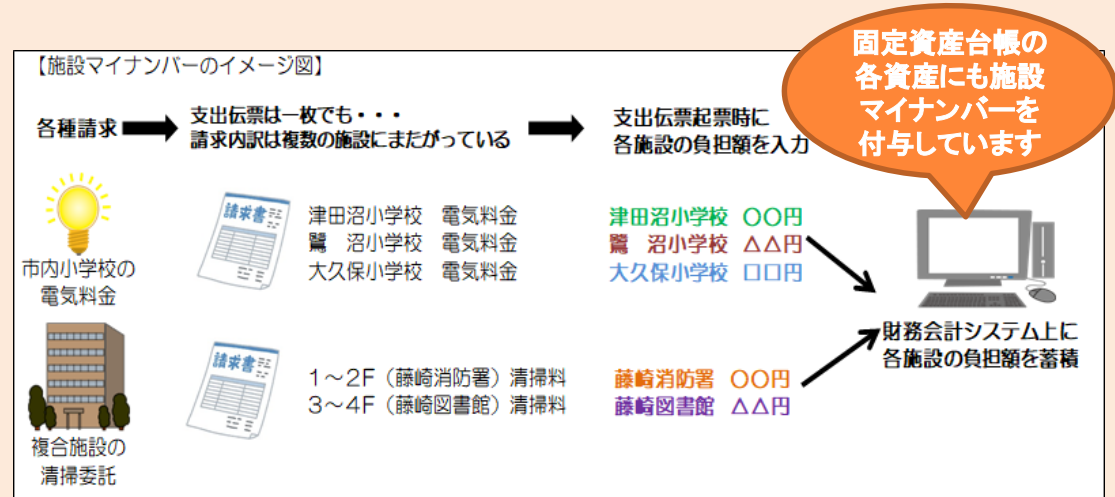 固定資産台帳の
各資産にも施設
マイナンバーを
付与しています
【施設マイナンバーのイメージ図】
各種請求
支出伝票は一枚でも・・・
請求内訳は複数の施設にまたがっている
支出伝票起票時に
各施設の負担額を入力
請求書
津田沼小学校　電気料金
鷺　沼小学校　電気料金
大久保小学校　電気料金
津田沼小学校　〇〇円
鷺　沼小学校　△△円
大久保小学校　□□円
市内小学校の
電気料金
財務会計システム上に
各施設の負担額を蓄積
請求書
1～2F（藤崎消防署）清掃料
3～4F（藤崎図書館）清掃料
藤崎消防署　〇〇円
藤崎図書館　△△円
複合施設の
清掃委託